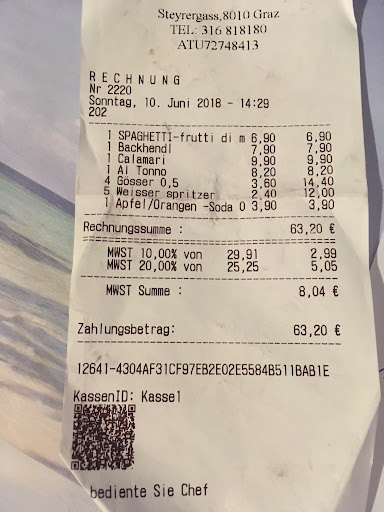 Steyrergass,8010 Graz
TEL: 316 818180
ATU72748413
RECHNUNG
Nr 2220
Sonntag, 10. Juni 2018 - 14:29
202
1 SPAGHETTI-frutti di m 6,90 6,90
1 Backhendl 7,90 7,90
1 Calamari 9,90 9,90
1 Al Tonno 8,20 8,20
4 Gösser 0,5 3,60 14,40
5 Weisser spritzer 2,40 12,00
1 Apfel/Orangen -Soda 0 3,90 3,90
Rechnungssumme : 63,20 €
MWST 10,00% von 29,91 2,99
MWST 20,00% von 25,25 5,05
MWST Summe : 8,04 €
Zahlungsbetrag: 63,20 €
12641-4304AF31CF97EB2E02E5584B511BAB1E
KassenID: Kasse1
bediente Sie Chef